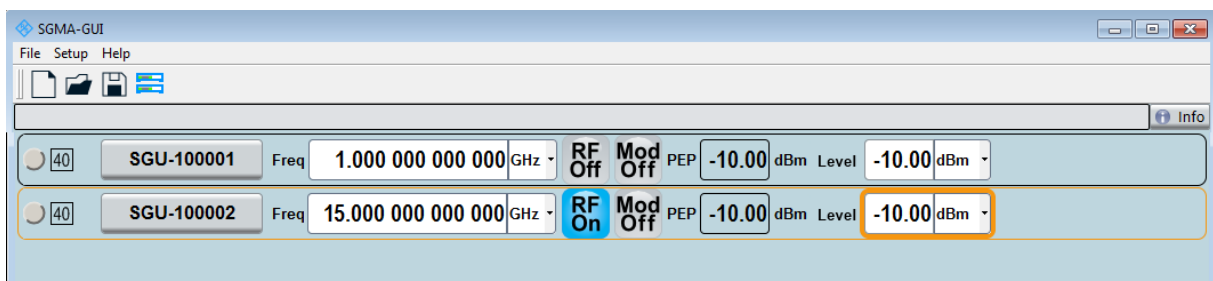 SGMA-GUI
File Setup Help
Info
40 SGU-100001 Freq 1.000 000 000 000 GHz RF Off Mod Off PEP -10.00 dBm Level -10.00 dBm
40 SGU-100002 Freq 15.000 000 000 000 GHz RF On Mod Off PEP -10.00 dBm Level -10.00 dBm